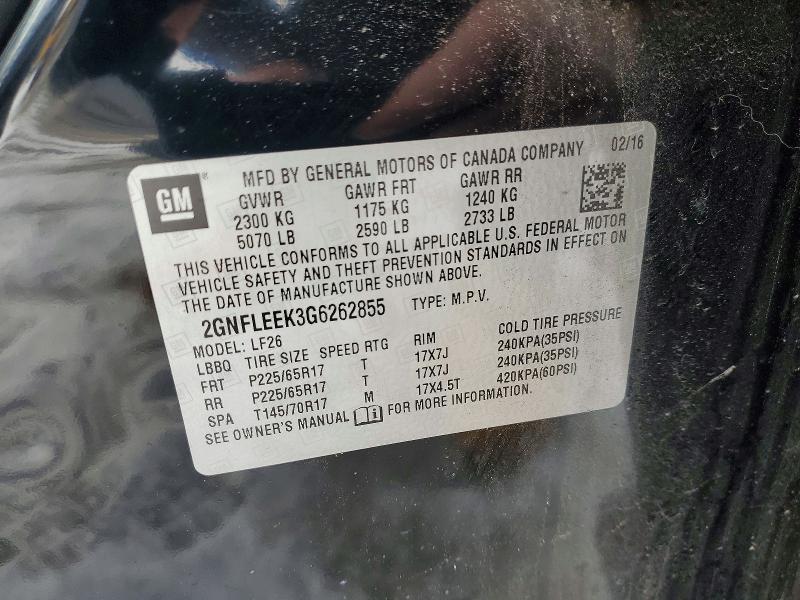 GM
MFD BY GENERAL MOTORS OF CANADA COMPANY 02/16
GVWR GAWR FRT GAWR RR
2300 KG 1175 KG 1240 KG
5070 LB 2590 LB 2733 LB
THIS VEHICLE CONFORMS TO ALL APPLICABLE U.S. FEDERAL MOTOR
VEHICLE SAFETY AND THEFT PREVENTION STANDARDS IN EFFECT ON
THE DATE OF MANUFACTURE SHOWN ABOVE.
2GNFLEEK3G6262855 TYPE: M.P.V.
MODEL: LF26
LBBQ TIRE SIZE SPEED RTG RIM COLD TIRE PRESSURE
FRT P225/65R17 T 17X7J 240KPA(35PSI)
RR P225/65R17 T 17X7J 240KPA(35PSI)
SPA T145/70R17 M 17X4.5T 420KPA(60PSI)
SEE OWNER'S MANUAL FOR MORE INFORMATION.